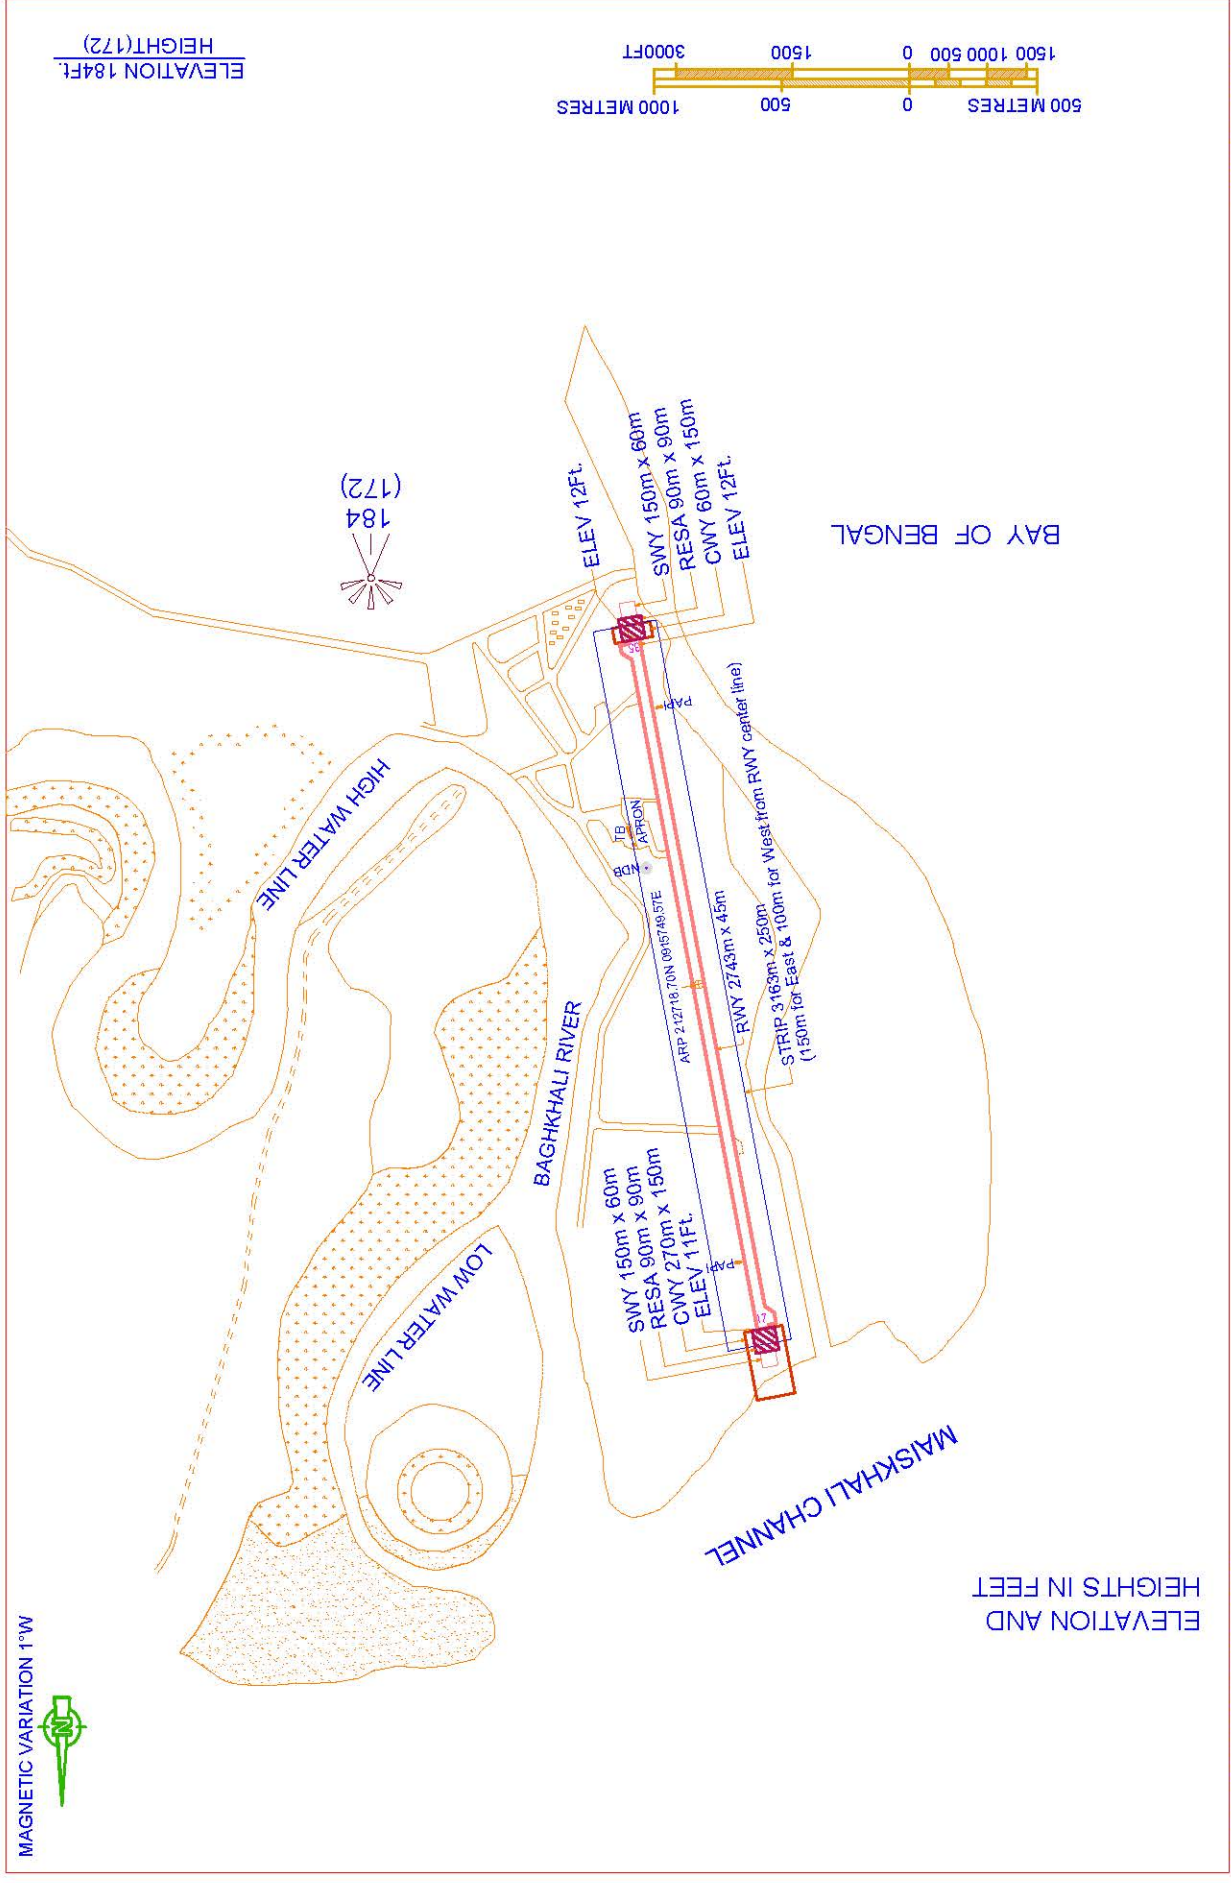 ELEVATION 184Ft.
HEIGHT(172)
500 METRES 0 500 1000 METRES
1500 1000 500 0 1500 3000FT
184
(172)
BAY OF BENGAL
ELEV 12Ft.
SWY 150m x 60m
RESA 90m x 90m
CWY 60m x 150m
ELEV 12Ft.
35
PAPI
HIGH WATER LINE
TB
APRON
NDB
ARP 212718.70N 0915749.57E
RWY 2743m x 45m
STRIP 3163m x 250m
(150m for East & 100m for West from RWY center line)
BAGHKHALI RIVER
LOW WATER LINE
SWY 150m x 60m
RESA 90m x 90m
CWY 270m x 150m
ELEV 11Ft.
PAPI
17
MAISKHALI CHANNEL
ELEVATION AND
HEIGHTS IN FEET
MAGNETIC VARIATION 1°W
N